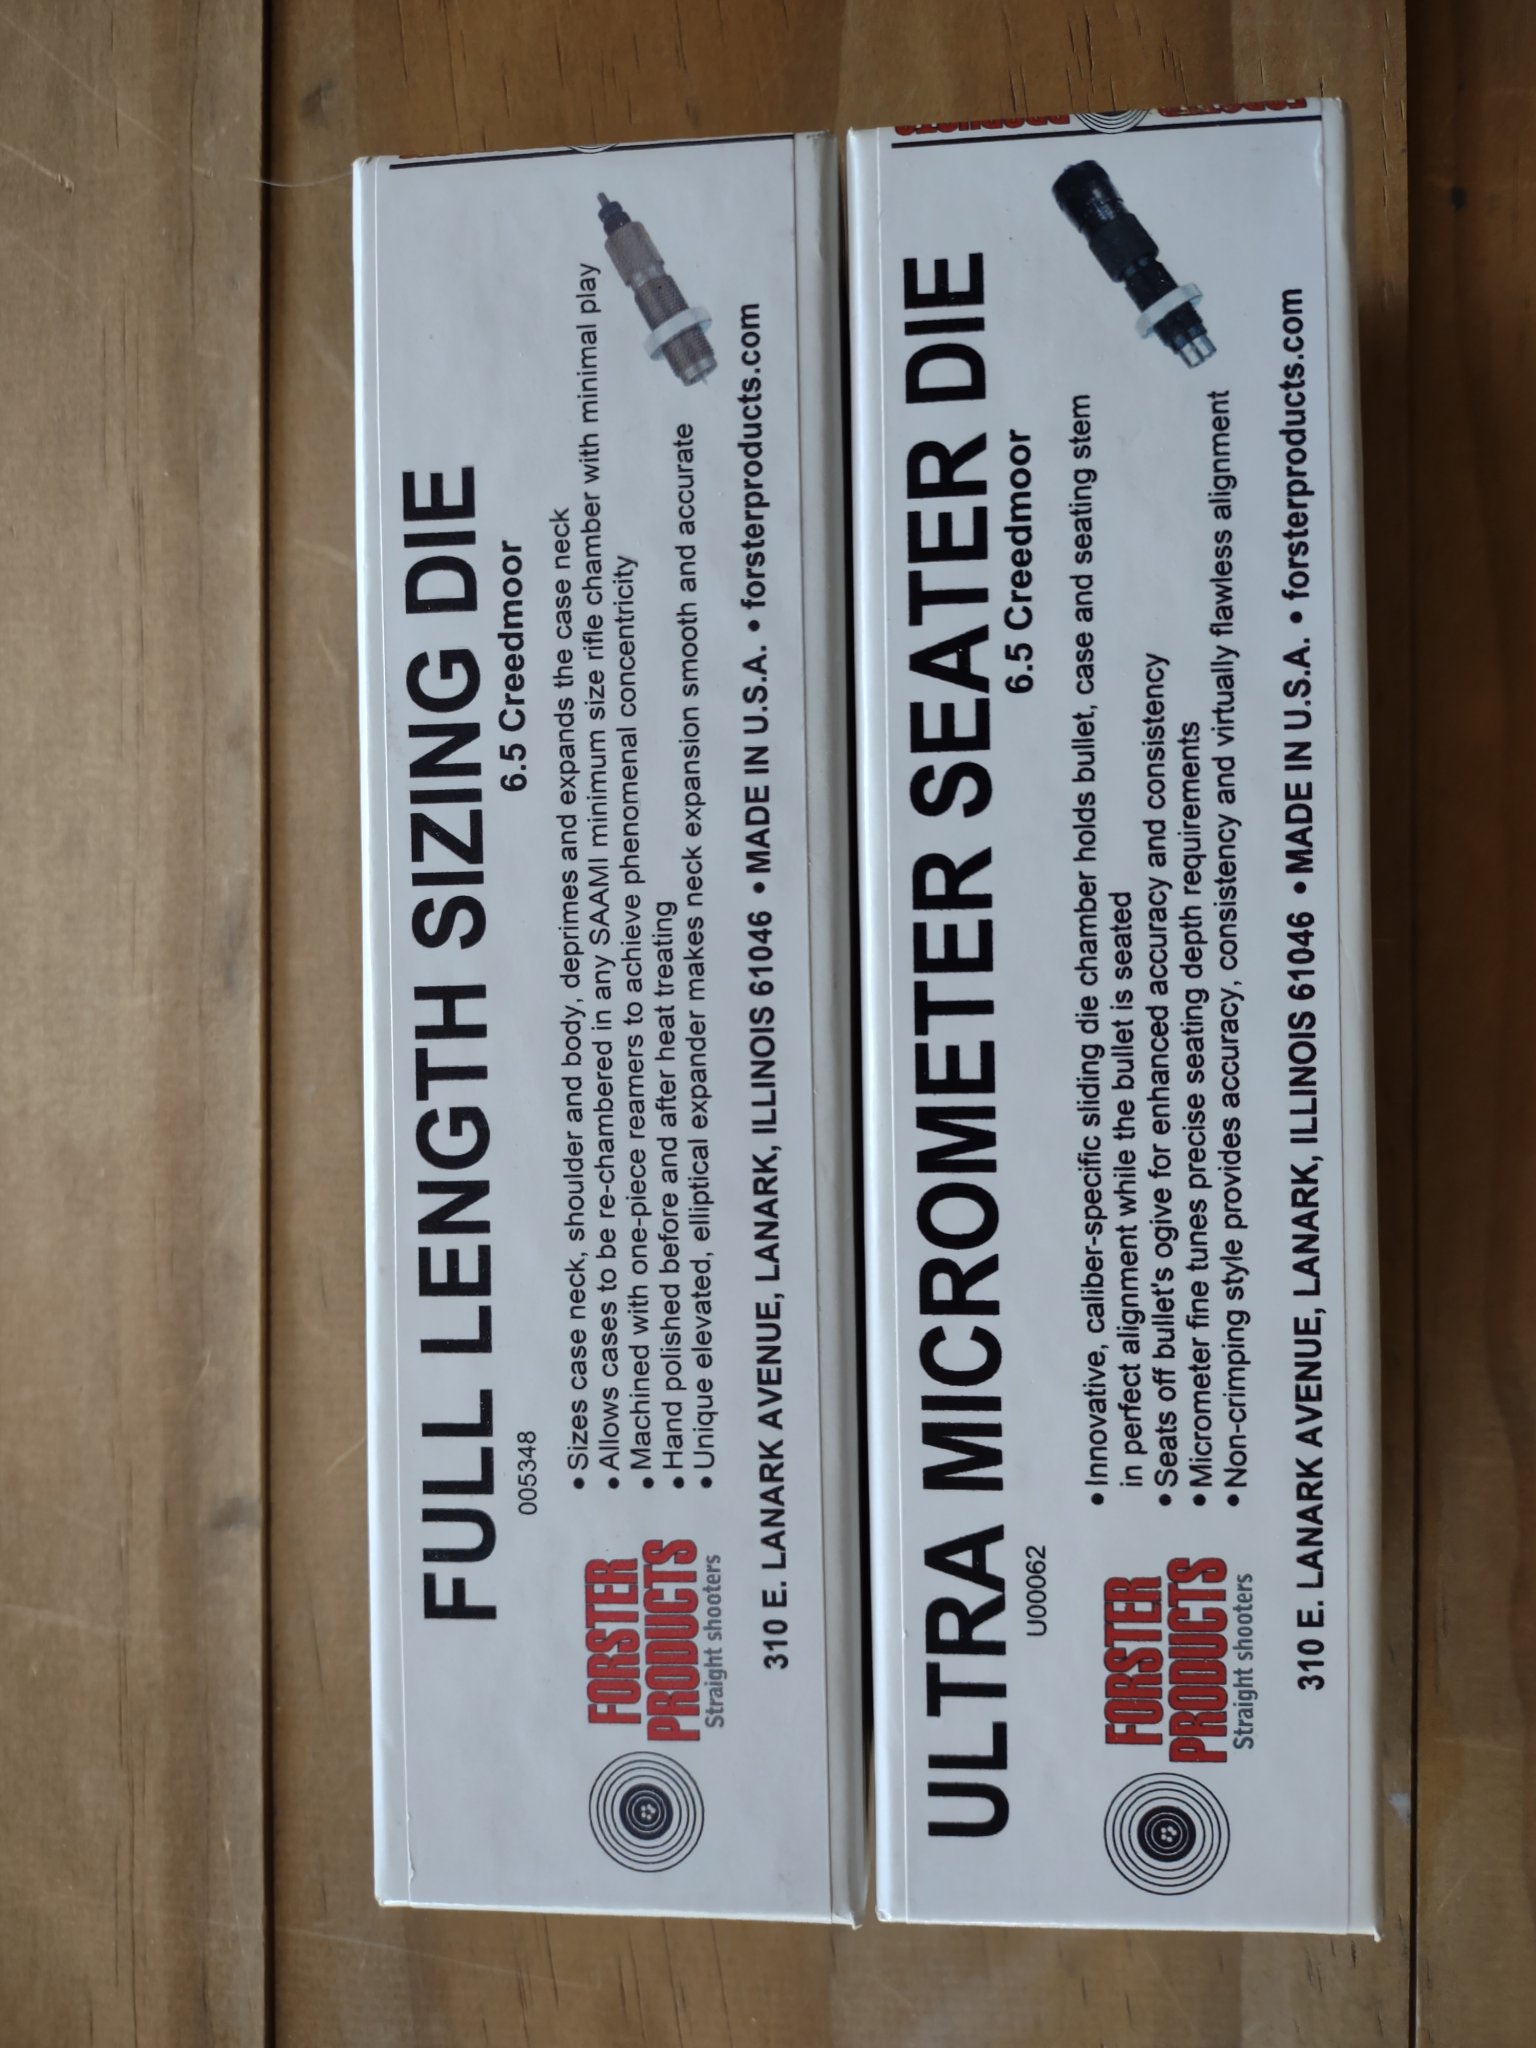 FULL LENGTH SIZING DIE
005348
6.5 Creedmoor
• Sizes case neck, shoulder and body, deprimes and expands the case neck
• Allows cases to be re-chambered in any SAAMI minimum size rifle chamber with minimal play
• Machined with one-piece reamers to achieve phenomenal concentricity
• Hand polished before and after heat treating
• Unique elevated, elliptical expander makes neck expansion smooth and accurate
FORSTER
PRODUCTS
Straight shooters
310 E. LANARK AVENUE, LANARK, ILLINOIS 61046 • MADE IN U.S.A. • forsterproducts.com
ULTRA MICROMETER SEATER DIE
U00062
6.5 Creedmoor
• Innovative, caliber-specific sliding die chamber holds bullet, case and seating stem
in perfect alignment while the bullet is seated
• Seats off bullet's ogive for enhanced accuracy and consistency
• Micrometer fine tunes precise seating depth requirements
• Non-crimping style provides accuracy, consistency and virtually flawless alignment
FORSTER
PRODUCTS
Straight shooters
310 E. LANARK AVENUE, LANARK, ILLINOIS 61046 • MADE IN U.S.A. • forsterproducts.com